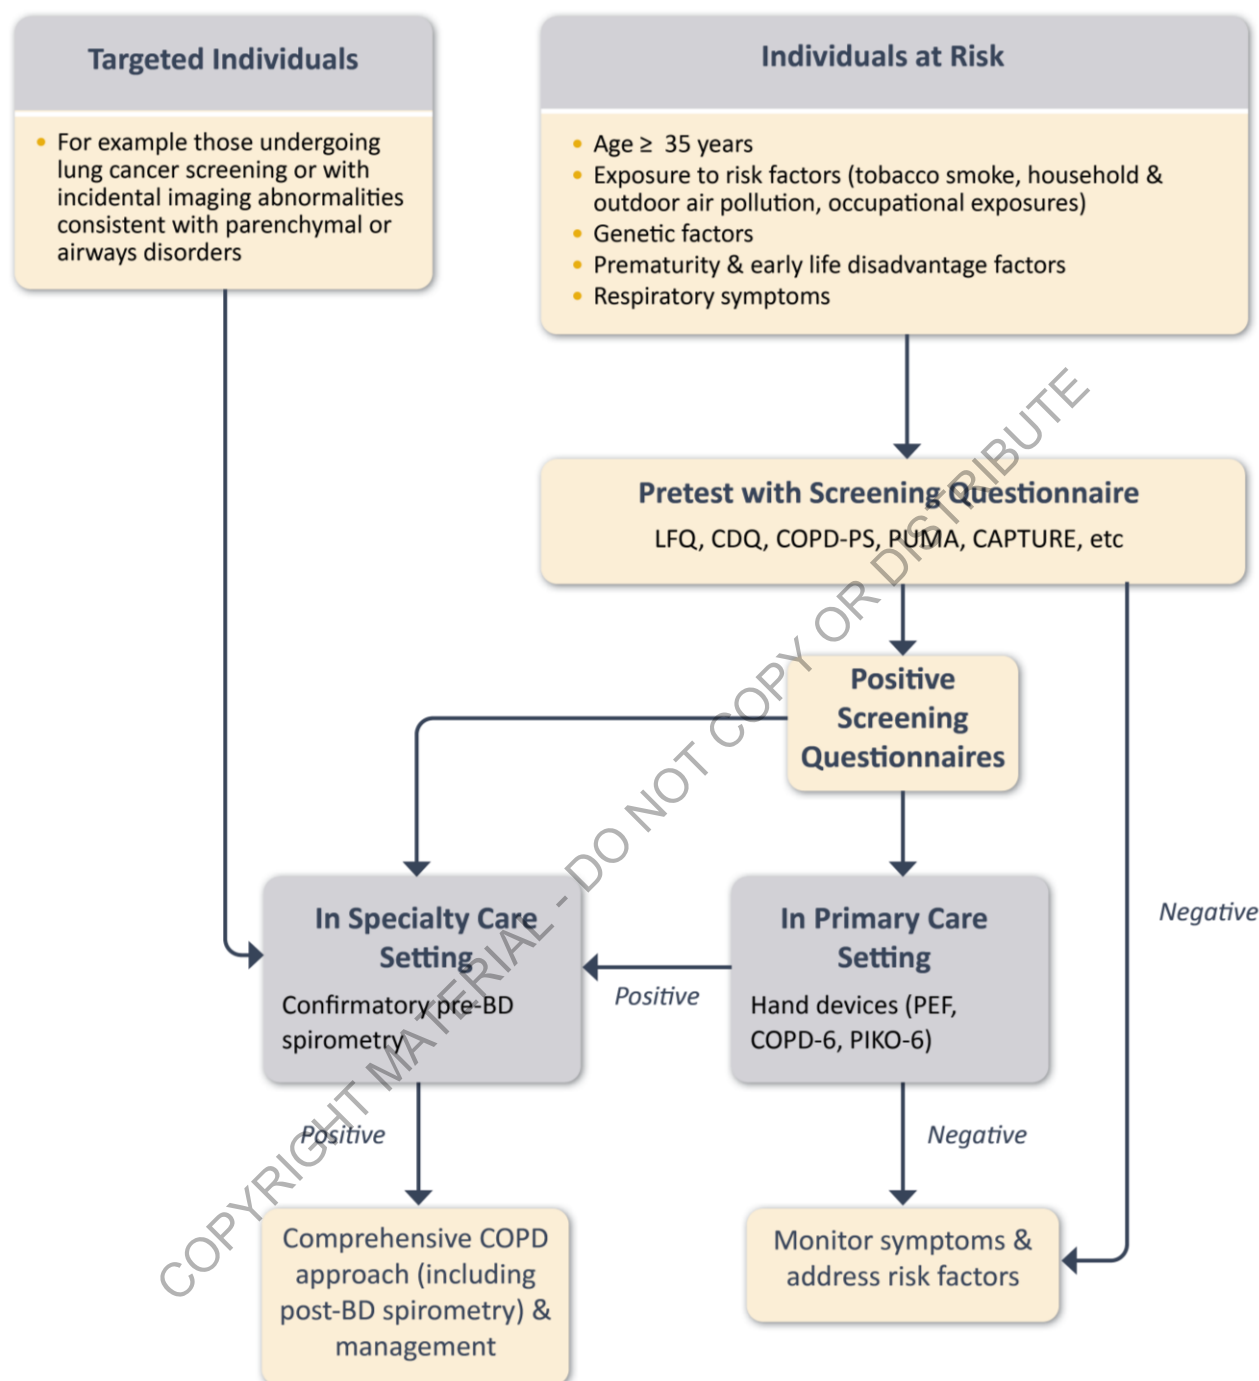 Targeted Individuals
• For example those undergoing
lung cancer screening or with
incidental imaging abnormalities
consistent with parenchymal or
airways disorders
Individuals at Risk
• Age ≥ 35 years
• Exposure to risk factors (tobacco smoke, household &
outdoor air pollution, occupational exposures)
• Genetic factors
• Prematurity & early life disadvantage factors
• Respiratory symptoms
Pretest with Screening Questionnaire
LFQ, CDQ, COPD-PS, PUMA, CAPTURE, etc
Positive
Screening
Questionnaires
In Specialty Care
Setting
Confirmatory pre-BD
spirometry
Positive
In Primary Care
Setting
Hand devices (PEF,
COPD-6, PIKO-6)
Negative
Positive
Negative
Comprehensive COPD
approach (including
post-BD spirometry) &
management
Monitor symptoms &
address risk factors
COPYRIGHT MATERIAL - DO NOT COPY OR DISTRIBUTE